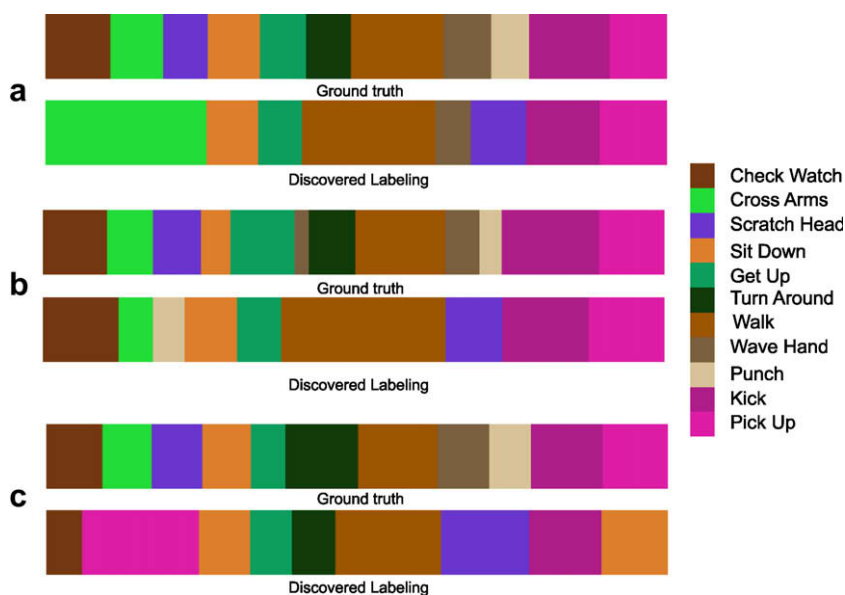 a
Ground truth
Discovered Labeling
b
Ground truth
Discovered Labeling
c
Ground truth
Discovered Labeling
Check Watch
Cross Arms
Scratch Head
Sit Down
Get Up
Turn Around
Walk
Wave Hand
Punch
Kick
Pick Up